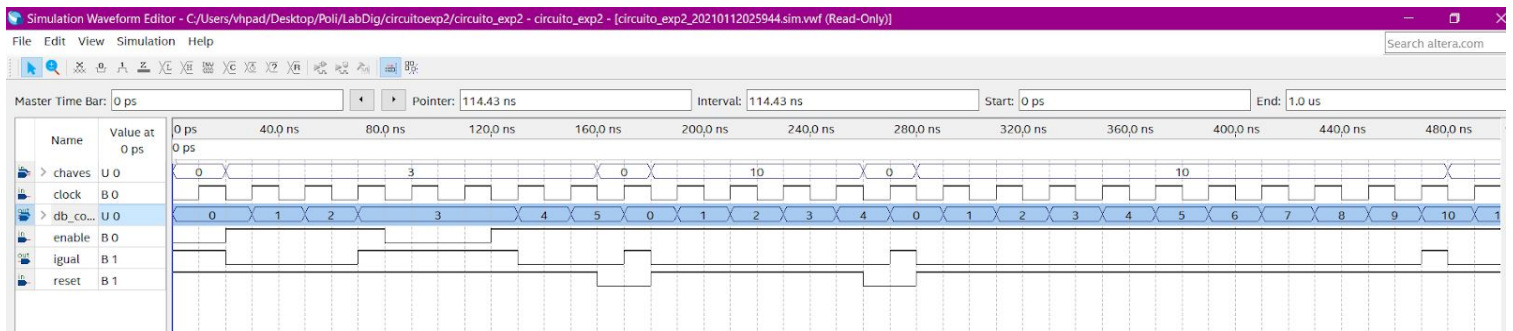 Simulation Waveform Editor - C:/Users/vhpad/Desktop/Poli/LabDig/circuitoexp2/circuito_exp2 - circuito_exp2 - [circuito_exp2_20210112025944.sim.vwf (Read-Only)]
File Edit View Simulation Help
Search altera.com
Master Time Bar: 0 ps Pointer: 114.43 ns Interval: 114.43 ns Start: 0 ps End: 1.0 us
Name Value at 0 ps
0 ps 40,0 ns 80,0 ns 120,0 ns 160,0 ns 200,0 ns 240,0 ns 280,0 ns 320,0 ns 360,0 ns 400,0 ns 440,0 ns 480,0 ns
0 ps
chaves U 0 0 3 0 10 0 10
clock B 0
db_co... U 0 0 1 2 3 4 5 0 1 2 3 4 0 1 2 3 4 5 6 7 8 9 10 1
enable B 0
igual B 1
reset B 1